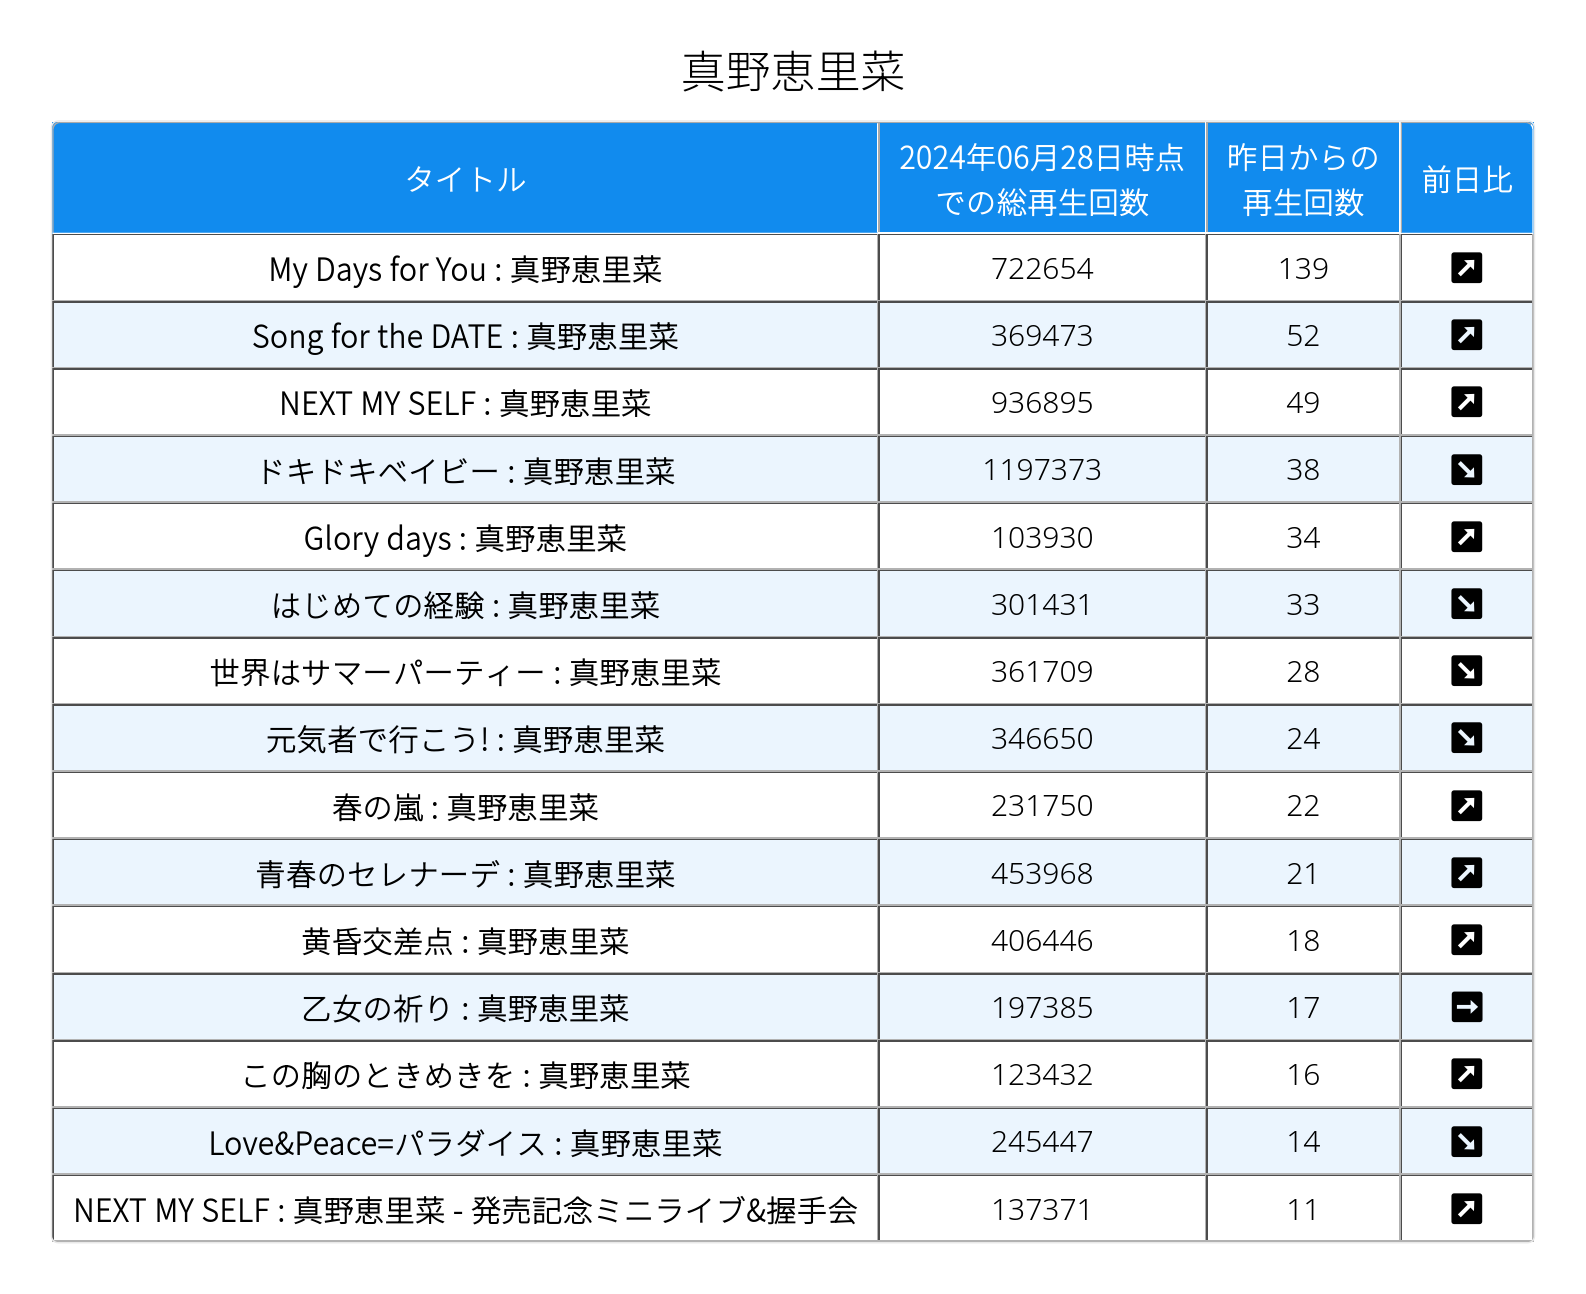 真野恵里菜
タイトル 2024年06月28日時点での総再生回数 昨日からの再生回数 前日比
My Days for You : 真野恵里菜 722654 139 ↗
Song for the DATE : 真野恵里菜 369473 52 ↗
NEXT MY SELF : 真野恵里菜 936895 49 ↗
ドキドキベイビー : 真野恵里菜 1197373 38 ↘
Glory days : 真野恵里菜 103930 34 ↗
はじめての経験 : 真野恵里菜 301431 33 ↘
世界はサマーパーティー : 真野恵里菜 361709 28 ↘
元気者で行こう! : 真野恵里菜 346650 24 ↘
春の嵐 : 真野恵里菜 231750 22 ↗
青春のセレナーデ : 真野恵里菜 453968 21 ↗
黄昏交差点 : 真野恵里菜 406446 18 ↗
乙女の祈り : 真野恵里菜 197385 17 →
この胸のときめきを : 真野恵里菜 123432 16 ↗
Love&Peace=パラダイス : 真野恵里菜 245447 14 ↘
NEXT MY SELF : 真野恵里菜 - 発売記念ミニライブ&握手会 137371 11 ↗